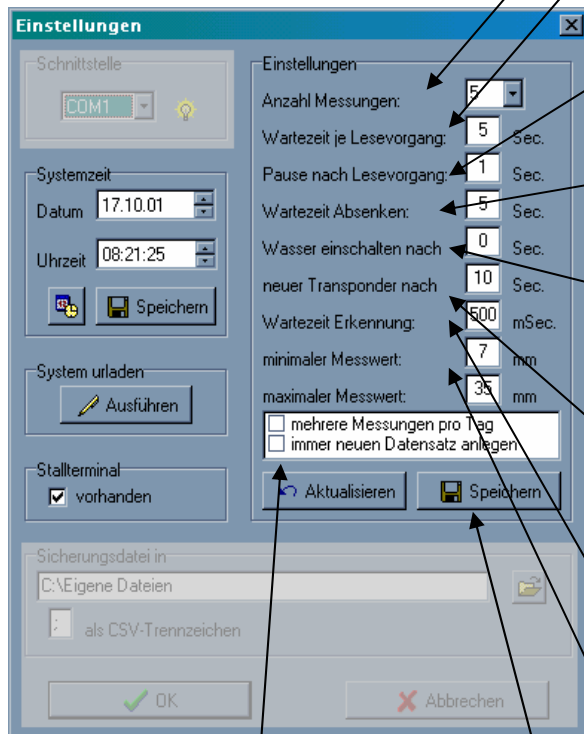 Einstellungen
Schnittstelle
COM1
Systemzeit
Datum 17.10.01
Uhrzeit 08:21:25
Speichern
System urladen
Ausführen
Stallterminal
vorhanden
Einstellungen
Anzahl Messungen: 5
Wartezeit je Lesevorgang: 5 Sec.
Pause nach Lesevorgang: 1 Sec.
Wartezeit Absenken: 5 Sec.
Wasser einschalten nach 0 Sec.
neuer Transponder nach 10 Sec.
Wartezeit Erkennung: 500 mSec.
minimaler Messwert: 7 mm
maximaler Messwert: 35 mm
mehrere Messungen pro Tag
immer neuen Datensatz anlegen
Aktualisieren
Speichern
Sicherungsdatei in
C:\Eigene Dateien
; als CSV-Trennzeichen
OK
Abbrechen